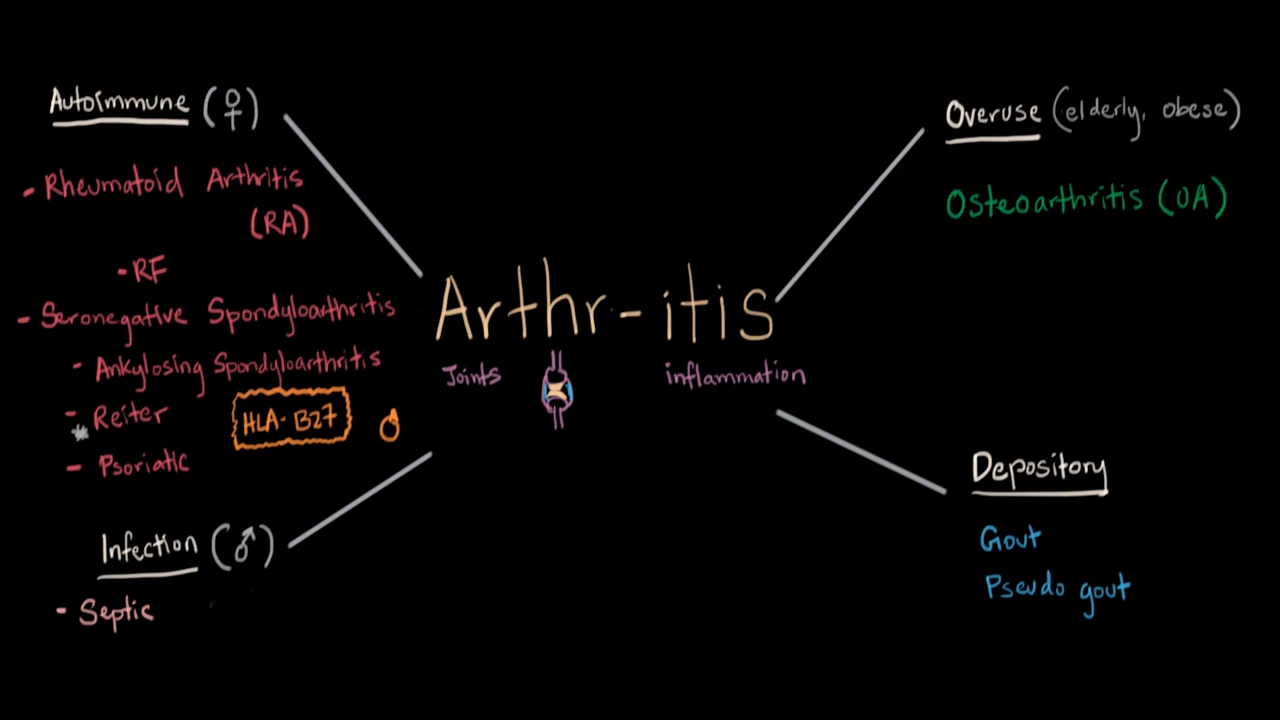 Autoimmune (♀)
- Rheumatoid Arthritis
(RA)
- RF
- Seronegative Spondyloarthritis
- Ankylosing Spondyloarthritis
- Reiter
*
HLA-B27
- Psoriatic
Infection (♂)
- Septic
Arthr-itis
Joints
inflammation
Overuse (elderly, obese)
Osteoarthritis (OA)
Depository
Gout
Pseudo gout